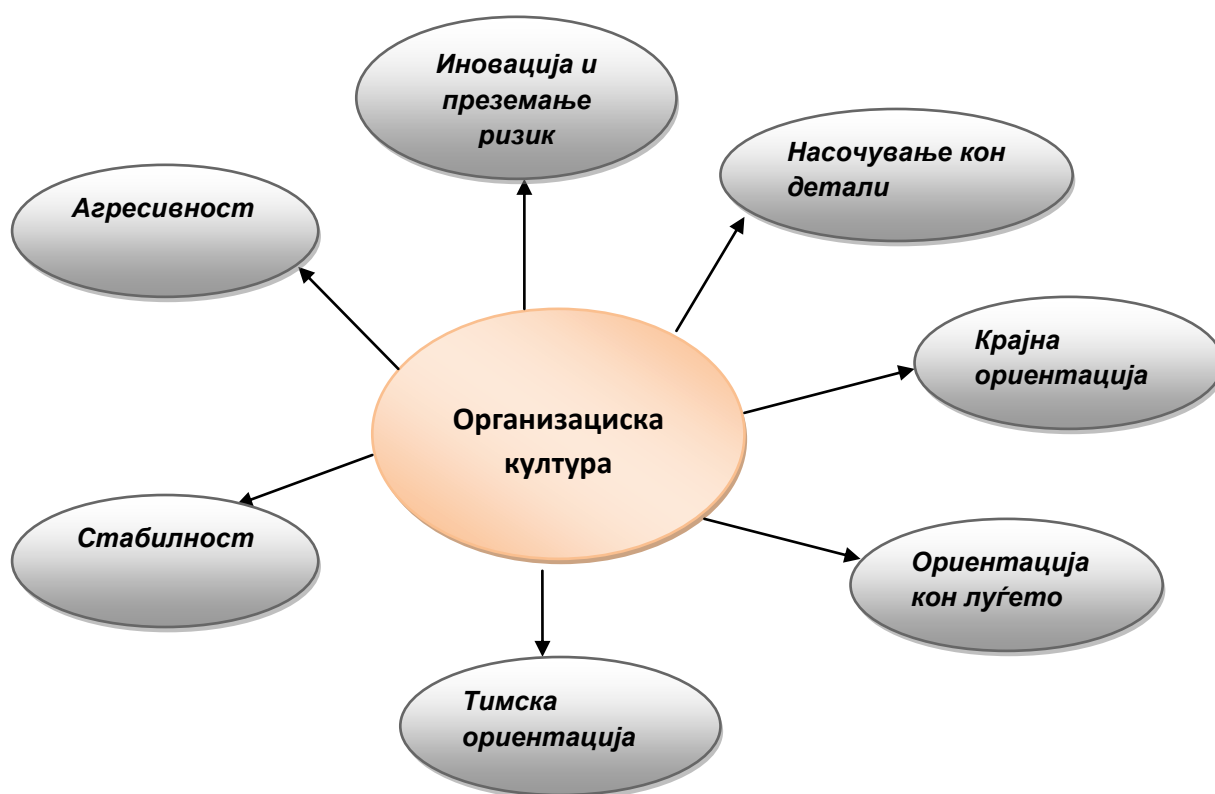 Иновација и
преземање
ризик
Насочување кон
детали
Агресивност
Крајна
ориентација
Организациска
култура
Стабилност
Ориентација
кон луѓето
Тимска
ориентација